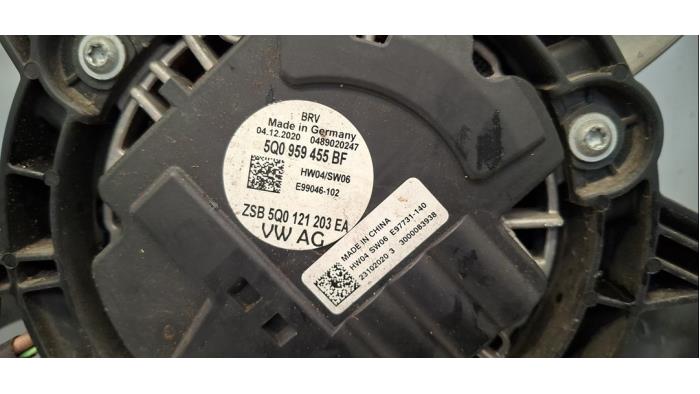 BRV
Made in Germany
04.12.2020 0489020247
5Q0 959 455 BF
HW04/SW06
E99046-102
ZSB 5Q0 121 203 EA
VW AG
MADE IN CHINA
HW04 SW06 E97731-140
23102020 3 3000083938